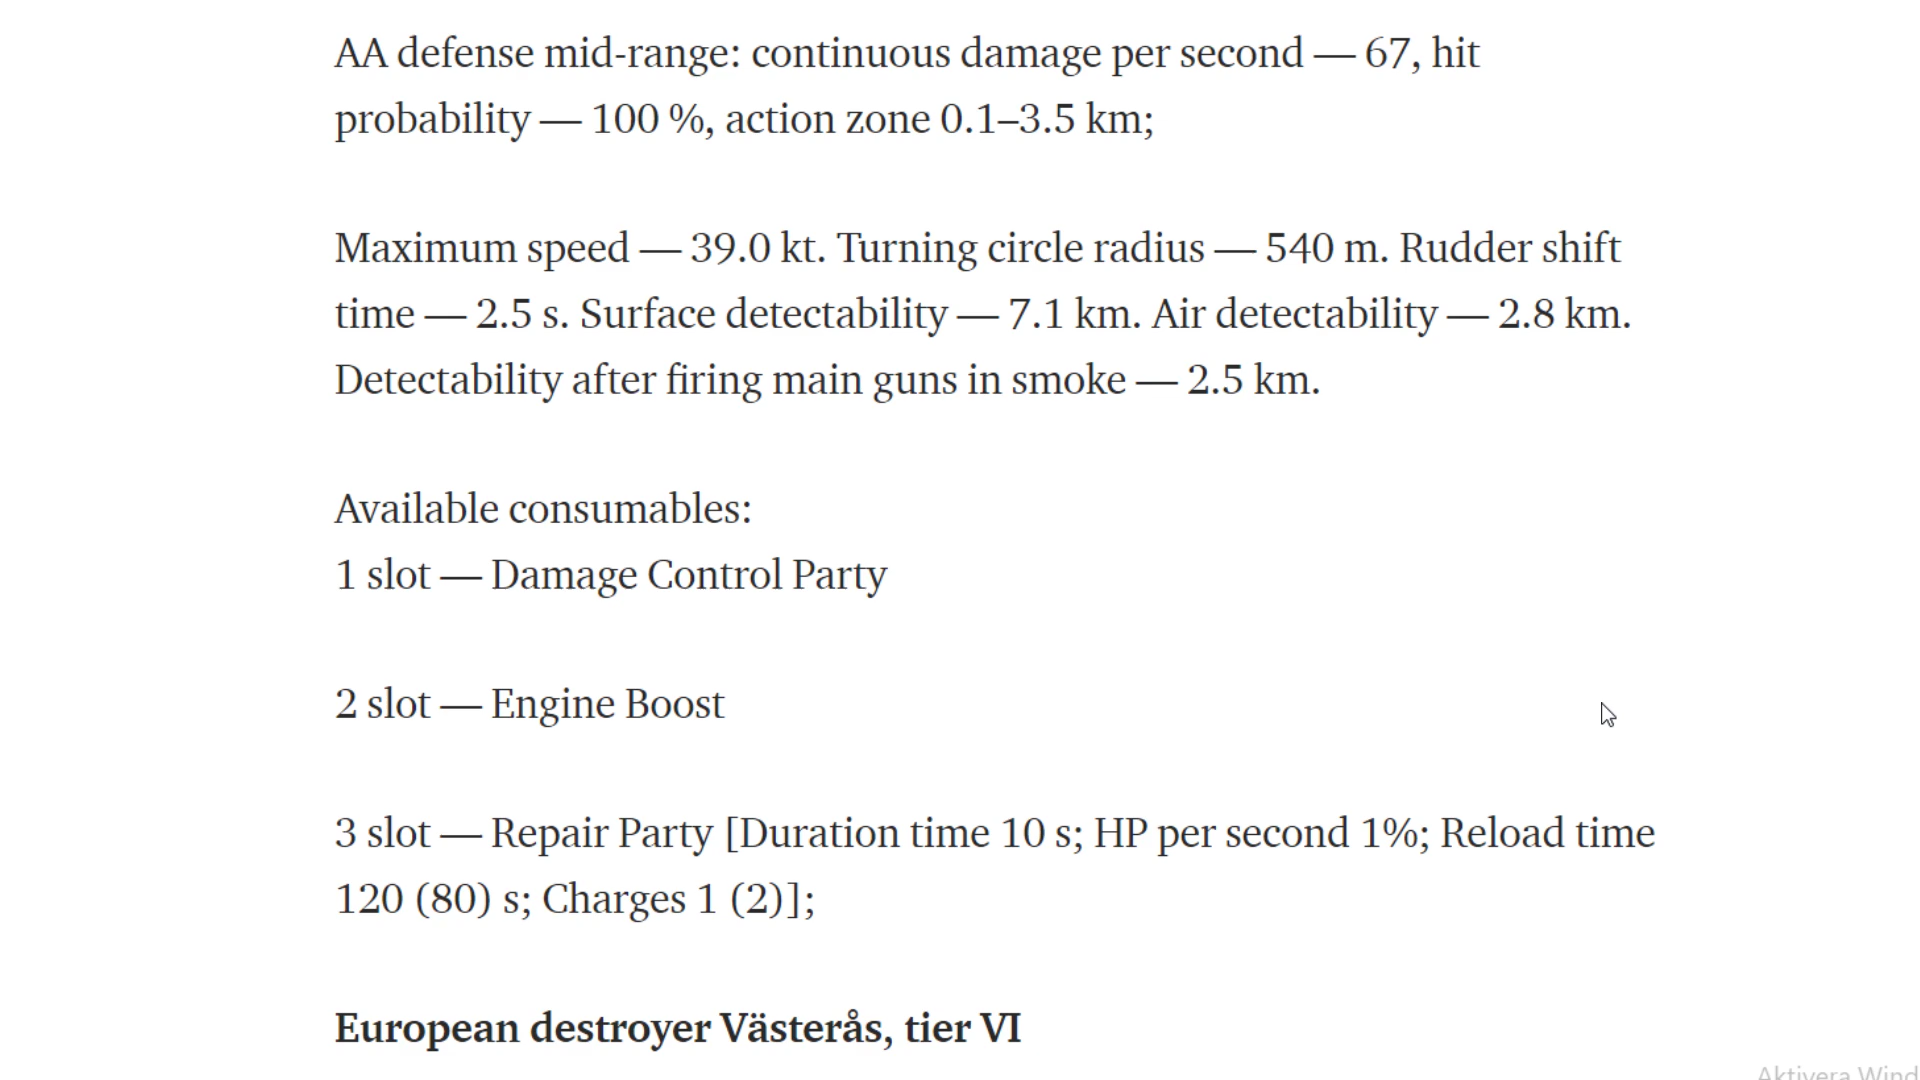 AA defense mid-range: continuous damage per second — 67, hit
probability — 100 %, action zone 0.1–3.5 km;
Maximum speed — 39.0 kt. Turning circle radius — 540 m. Rudder shift
time — 2.5 s. Surface detectability — 7.1 km. Air detectability — 2.8 km.
Detectability after firing main guns in smoke — 2.5 km.
Available consumables:
1 slot — Damage Control Party
2 slot — Engine Boost
3 slot — Repair Party [Duration time 10 s; HP per second 1%; Reload time
120 (80) s; Charges 1 (2)];
European destroyer Västerås, tier VI
Aktivera Wind